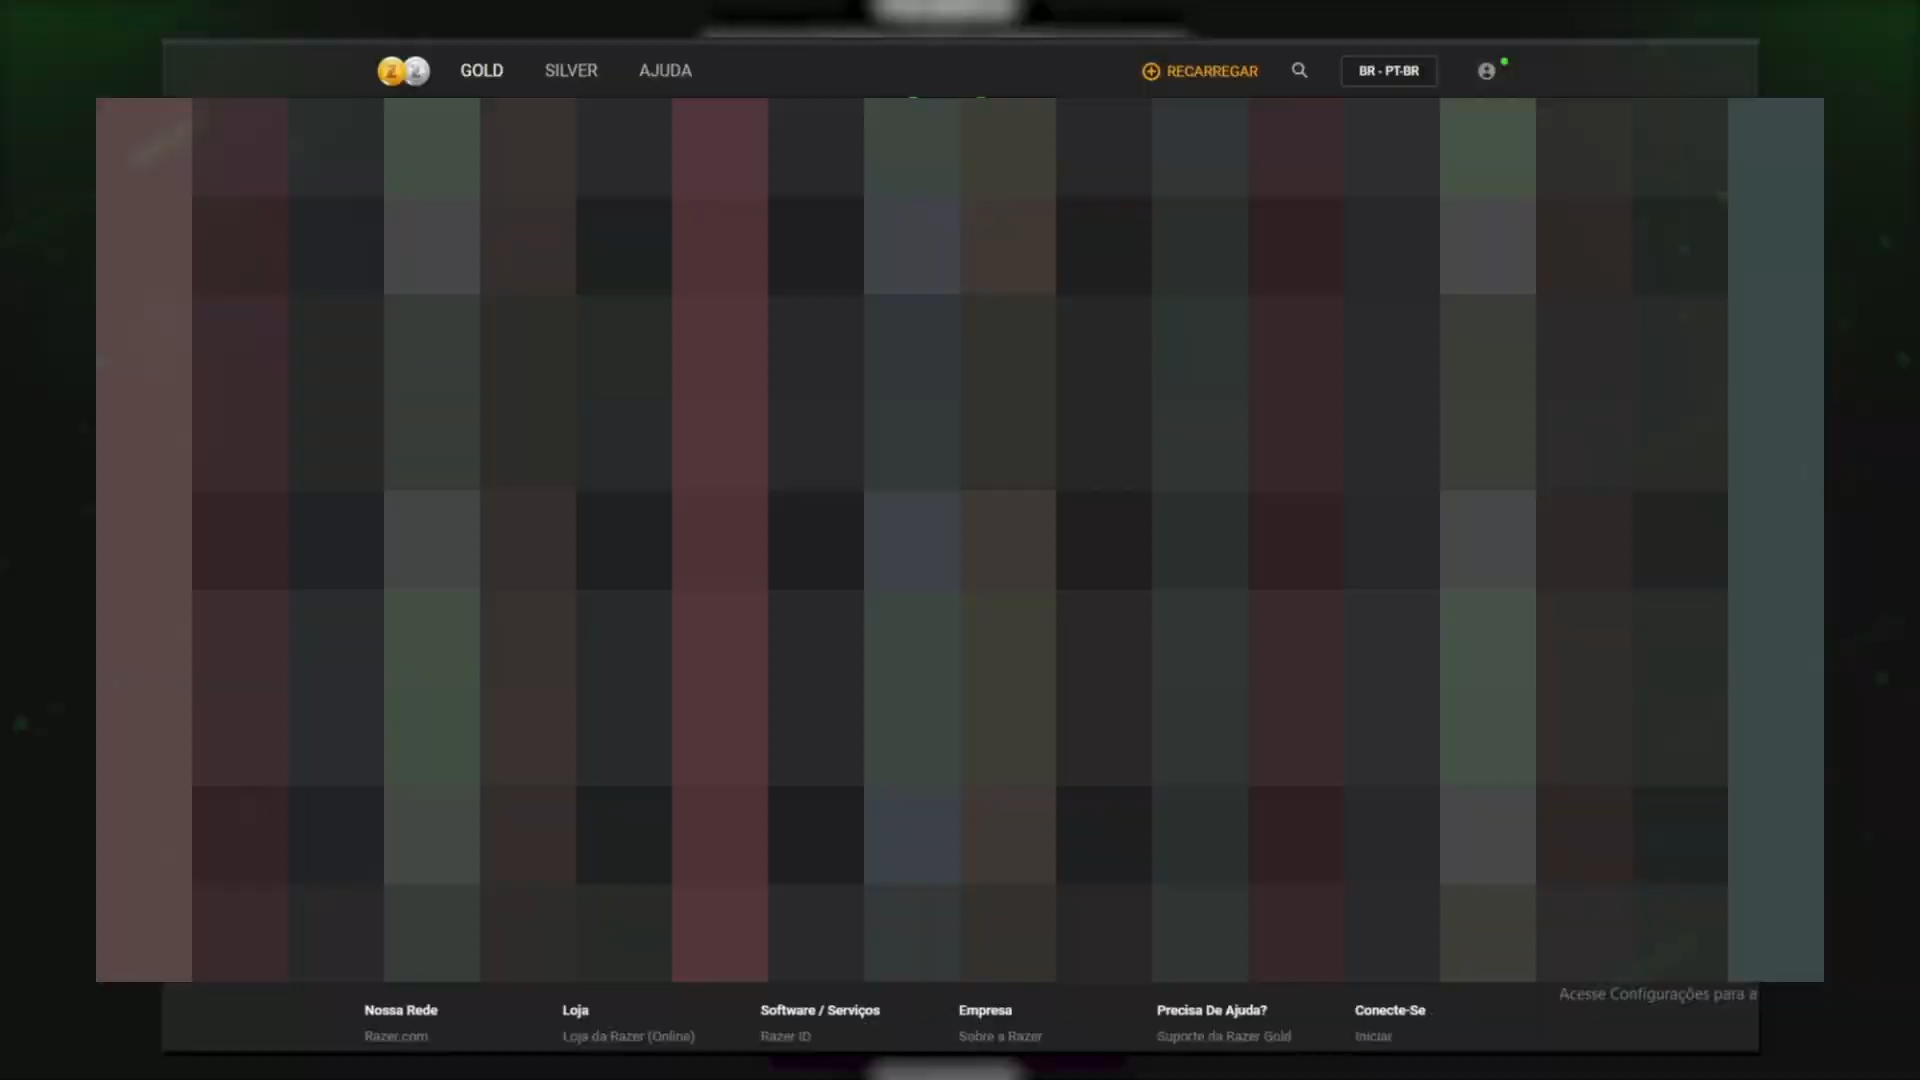 GOLD SILVER AJUDA RECARREGAR BR - PT-BR
Acesse Configurações para a
Nossa Rede Loja Software / Serviços Empresa Precisa De Ajuda? Conecte-Se
Razer.com Loja da Razer (Online) Razer ID Sobre a Razer Suporte da Razer Gold Iniciar